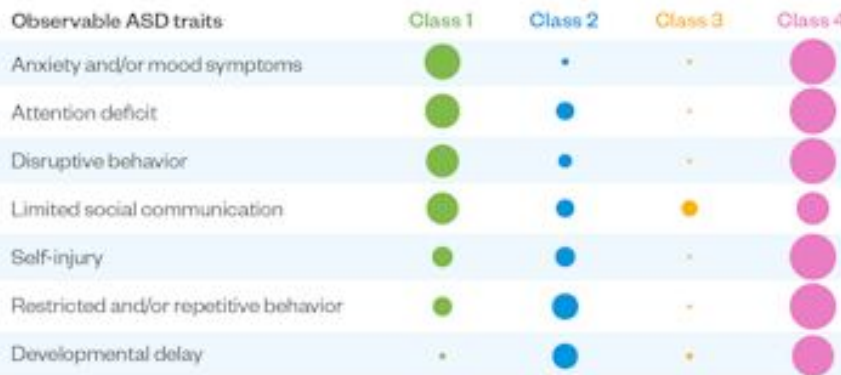 Observable ASD traits Class 1 Class 2 Class 3 Class 4
Anxiety and/or mood symptoms
Attention deficit
Disruptive behavior
Limited social communication
Self-injury
Restricted and/or repetitive behavior
Developmental delay